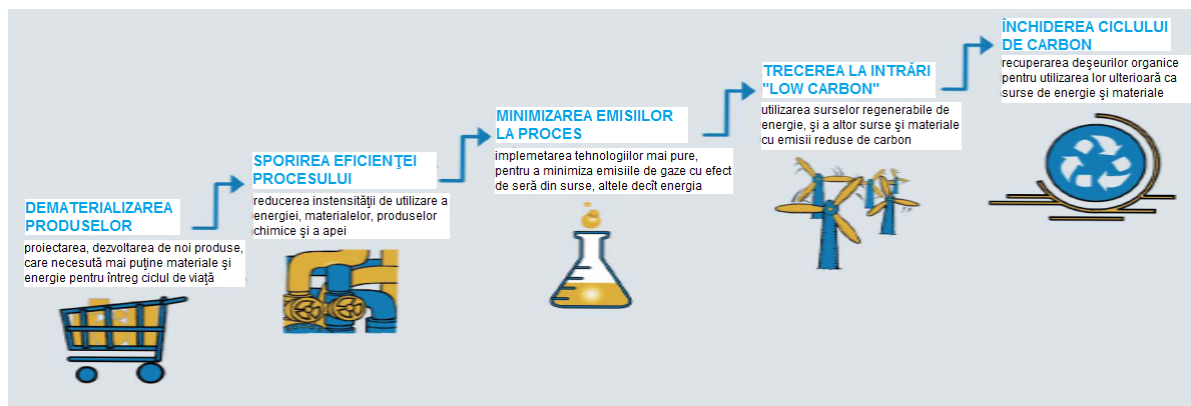 DEMATERIALIZAREA
PRODUSELOR
proiectarea, dezvoltarea de noi produse,
care necesută mai puţine materiale şi
energie pentru întreg ciclul de viaţă
SPORIREA EFICIENŢEI
PROCESULUI
reducerea instensităţii de utilizare a
energiei, materialelor, produselor
chimice şi a apei
MINIMIZAREA EMISIILOR
LA PROCES
implemetarea tehnologiilor mai pure,
pentru a minimiza emisiile de gaze cu efect
de seră din surse, altele decît energia
TRECEREA LA INTRĂRI
"LOW CARBON"
utilizarea surselor regenerabile de
energie, şi a altor surse şi materiale
cu emisii reduse de carbon
ÎNCHIDEREA CICLULUI
DE CARBON
recuperarea deşeurilor organice
pentru utilizarea lor ulterioară ca
surse de energie şi materiale